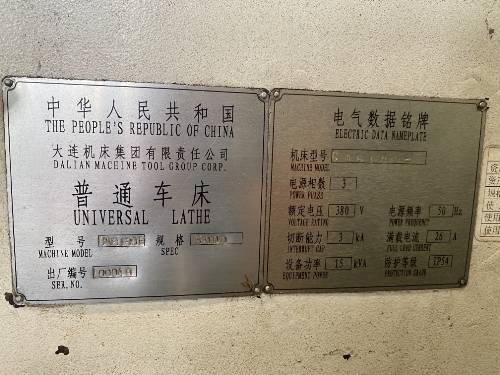 中华人民共和国
THE PEOPLE'S REPUBLIC OF CHINA
大连机床集团有限责任公司
DALIAN MACHINE TOOL GROUP CORP.
普通车床
UNIVERSAL LATHE
型号 规格
MACHINE MODEL SPEC
出厂编号
SER. NO.
电气数据铭牌
ELECTRIC DATA NAMEPLATE
机床型号
MACHINE MODEL
电源相数 3
POWER PHASES
额定电压 380 V 电源频率 50 Hz
VOLTAGE RATING POWER FREQUENCY
切断能力 3 kA 满载电流 26 A
INTERRUPT CAP FULL LOAD CURRENT
设备功率 15 kVA 防护等级 IP54
EQUIPMENT POWER PROTECTION GRADE